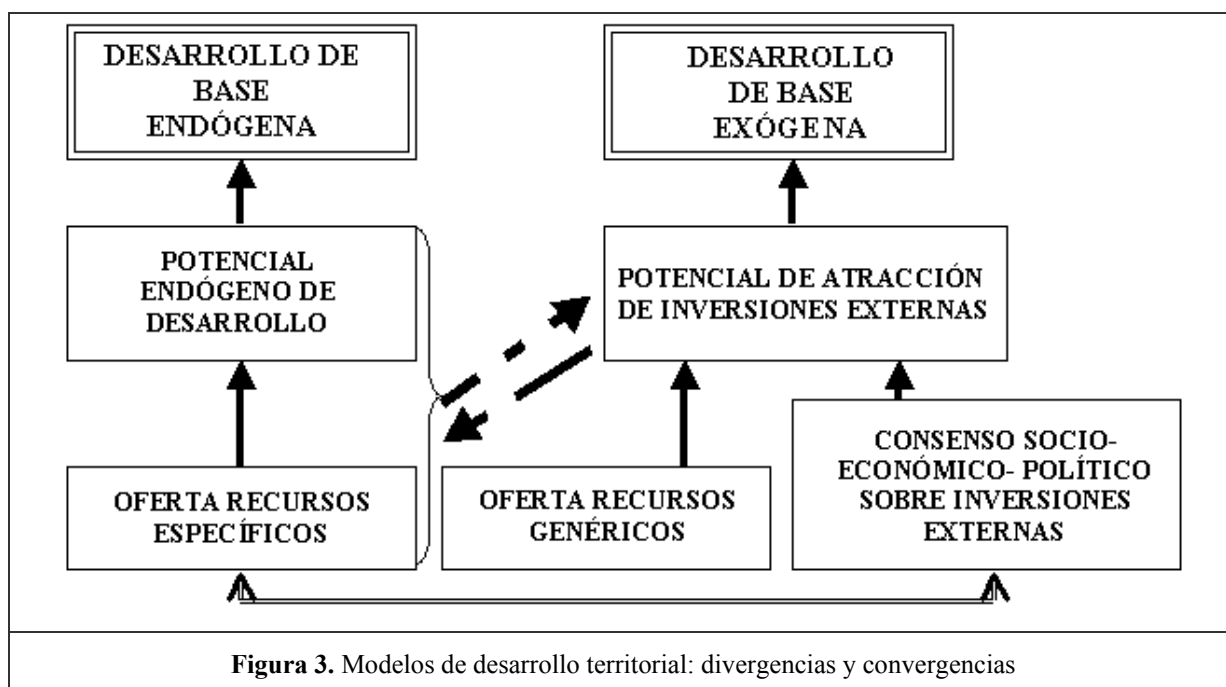 DESARROLLO DE
BASE
ENDÓGENA
DESARROLLO
DE BASE
EXÓGENA
POTENCIAL
ENDÓGENO DE
DESARROLLO
POTENCIAL DE ATRACCIÓN
DE INVERSIONES EXTERNAS
OFERTA RECURSOS
ESPECÍFICOS
OFERTA RECURSOS
GENÉRICOS
CONSENSO SOCIO-
ECONÓMICO- POLÍTICO
SOBRE INVERSIONES
EXTERNAS
Figura 3. Modelos de desarrollo territorial: divergencias y convergencias